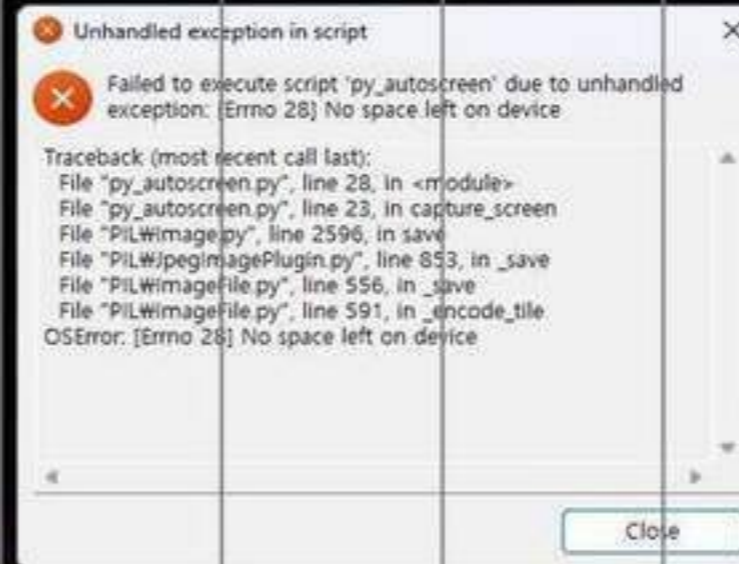 Unhandled exception in script
Failed to execute script 'py_autoscreen' due to unhandled
exception: [Errno 28] No space left on device
Traceback (most recent call last):
File "py_autoscreen.py", line 28, in <module>
File "py_autoscreen.py", line 23, in capture_screen
File "PIL₩Image.py", line 2596, in save
File "PIL₩JpegImagePlugin.py", line 853, in _save
File "PIL₩ImageFile.py", line 556, in _save
File "PIL₩ImageFile.py", line 591, in _encode_tile
OSError: [Errno 28] No space left on device
Close